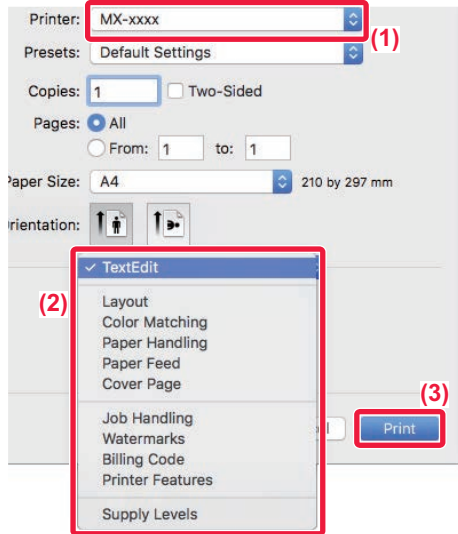 Printer: MX-xxxx
(1)
Presets: Default Settings
Copies: 1 Two-Sided
Pages: All
From: 1 to: 1
Paper Size: A4 210 by 297 mm
rientation:
✓ TextEdit
(2)
Layout
Color Matching
Paper Handling
Paper Feed
Cover Page
(3)
Job Handling
Watermarks
Billing Code
Printer Features
Supply Levels
l Print